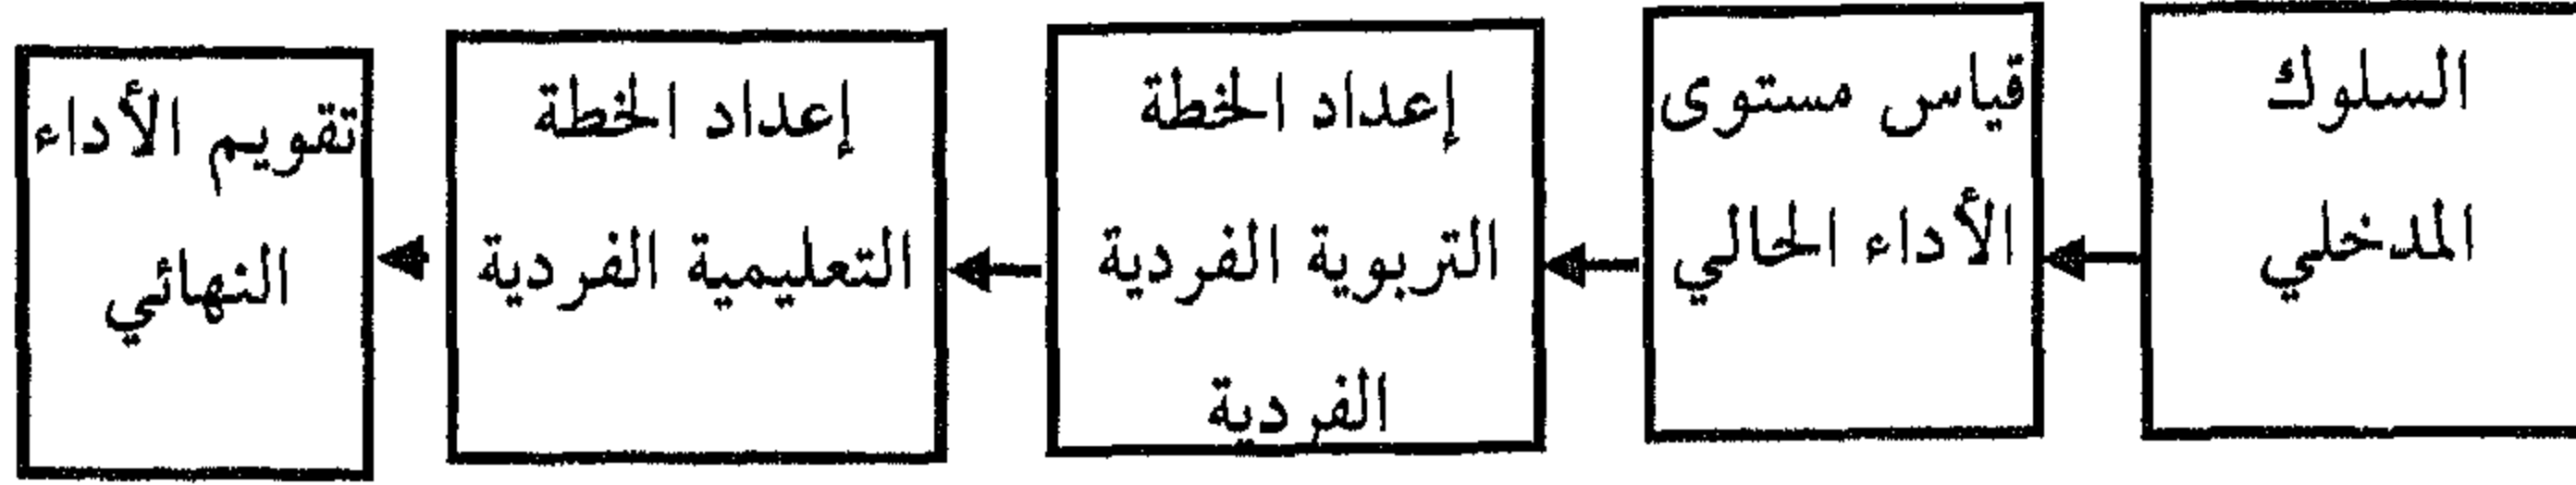 السلوك
المدخلي
قياس مستوى
الأداء الحالي
إعداد الخطة
التربوية الفردية
الفردية
إعداد الخطة
التعليمية الفردية
تقويم الأداء
النهائي